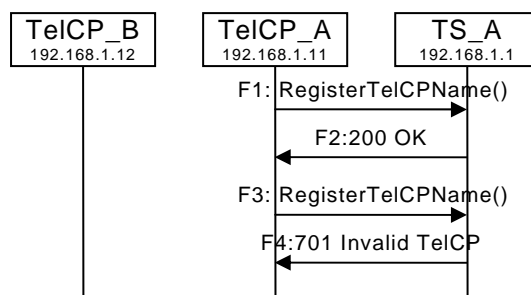 TelCP_B
192.168.1.12
TelCP_A
192.168.1.11
TS_A
192.168.1.1
F1: RegisterTelCPName()
F2:200 OK
F3: RegisterTelCPName()
F4:701 Invalid TelCP